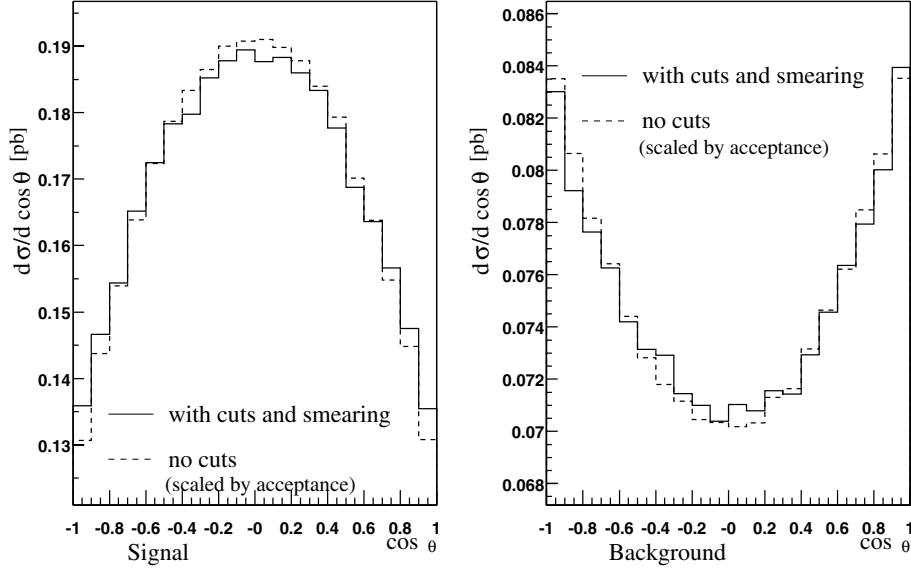 dσ/d cos θ [pb]
0.19
0.18
0.17
0.16
0.15
0.14
0.13
with cuts and smearing
no cuts
(scaled by acceptance)
-1 -0.8 -0.6 -0.4 -0.2 -0 0.2 0.4 0.6 0.8 1
Signal
cos θ
dσ/d cos θ [pb]
0.086
0.084
0.082
0.08
0.078
0.076
0.074
0.072
0.07
0.068
with cuts and smearing
no cuts
(scaled by acceptance)
-1 -0.8 -0.6 -0.4 -0.2 -0 0.2 0.4 0.6 0.8 1
Background
cos θ